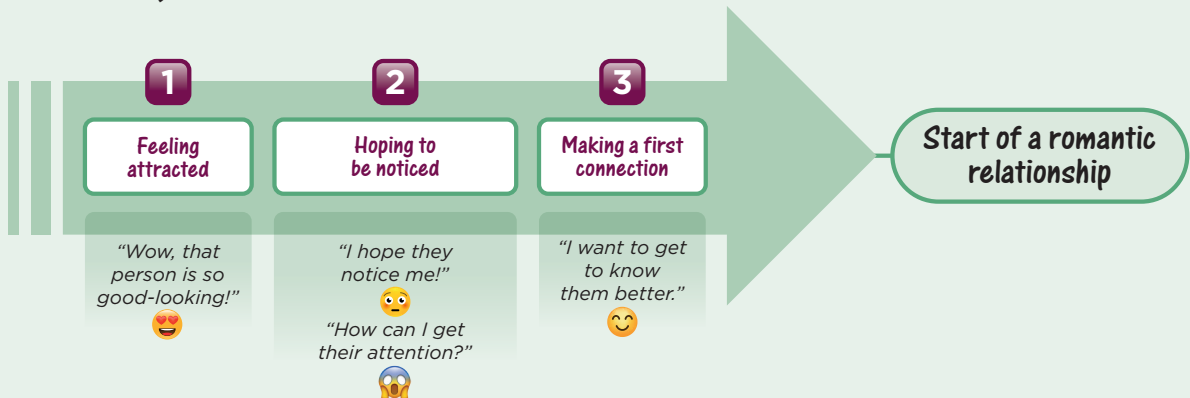 1
Feeling
attracted
“Wow, that
person is so
good-looking!”
2
Hoping to
be noticed
“I hope they
notice me!”
“How can I get
their attention?”
3
Making a first
connection
“I want to get
to know
them better.”
Start of a romantic
relationship